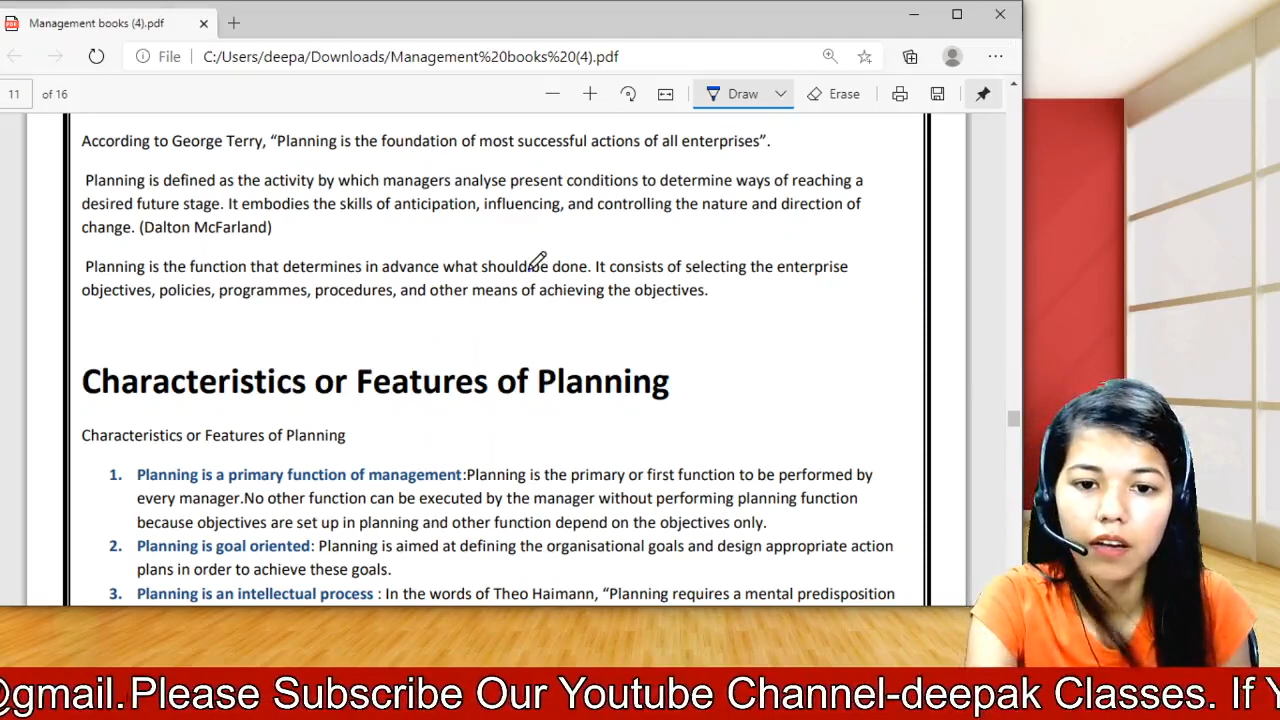 Management books (4).pdf
File C:/Users/deepa/Downloads/Management%20books%20(4).pdf
11 of 16 Draw Erase
According to George Terry, “Planning is the foundation of most successful actions of all enterprises”.
Planning is defined as the activity by which managers analyse present conditions to determine ways of reaching a
desired future stage. It embodies the skills of anticipation, influencing, and controlling the nature and direction of
change. (Dalton McFarland)
Planning is the function that determines in advance what should be done. It consists of selecting the enterprise
objectives, policies, programmes, procedures, and other means of achieving the objectives.
Characteristics or Features of Planning
Characteristics or Features of Planning
1. Planning is a primary function of management:Planning is the primary or first function to be performed by
every manager.No other function can be executed by the manager without performing planning function
because objectives are set up in planning and other function depend on the objectives only.
2. Planning is goal oriented: Planning is aimed at defining the organisational goals and design appropriate action
plans in order to achieve these goals.
3. Planning is an intellectual process : In the words of Theo Haimann, “Planning requires a mental predisposition
@gmail.Please Subscribe Our Youtube Channel-deepak Classes. If Y